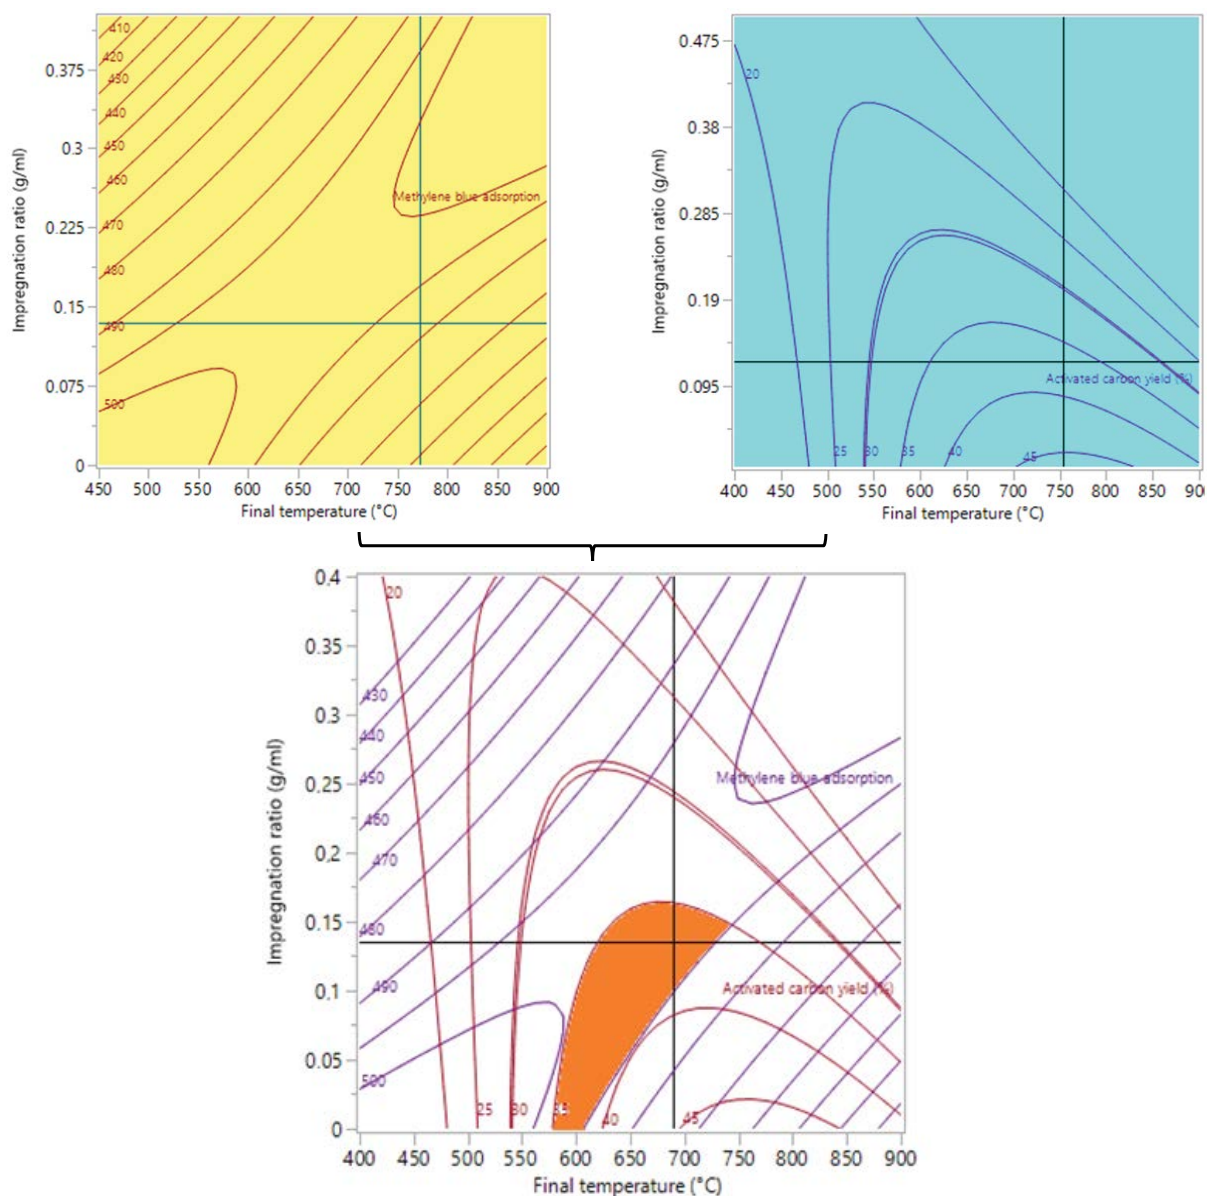 Impregnation ratio (g/ml)
0.375
0.3
0.225
0.15
0.075
0
410
420
430
440
450
460
470
480
490
500
Methylene blue adsorption
450 500 550 600 650 700 750 800 850 900
Final temperature (°C)
Impregnation ratio (g/ml)
0.475
0.38
0.285
0.19
0.095
20
Activated carbon yield (%)
25 30 35 40 45
400 450 500 550 600 650 700 750 800 850 90
Final temperature (°C)
Impregnation ratio (g/ml)
0.4
0.35
0.3
0.25
0.2
0.15
0.1
0.05
0
20
430
440
450
460
470
480
490
500
Methylene blue adsorption
Activated carbon yield (%)
25 30 35 40 45
400 450 500 550 600 650 700 750 800 850 900
Final temperature (°C)